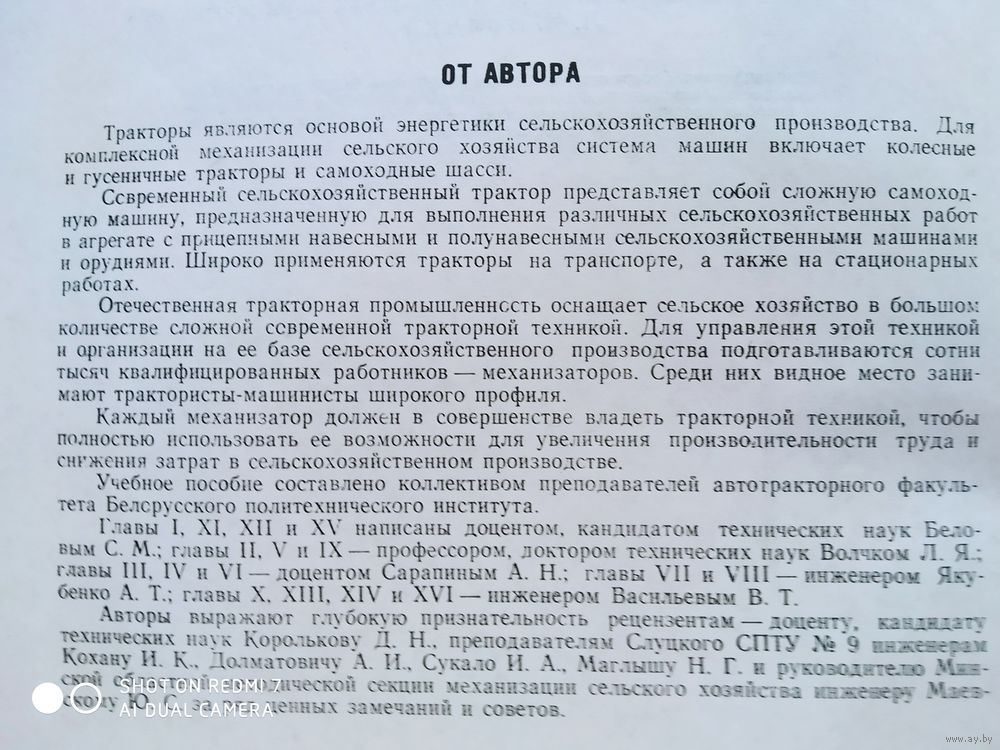 ОТ АВТОРА
Тракторы являются основой энергетики сельскохозяйственного производства. Для
комплексной механизации сельского хозяйства система машин включает колесные
и гусеничные тракторы и самоходные шасси.
Современный сельскохозяйственный трактор представляет собой сложную самоход-
ную машину, предназначенную для выполнения различных сельскохозяйственных работ
в агрегате с прицепными навесными и полунавесными сельскохозяйственными машинами
и орудиями. Широко применяются тракторы на транспорте, а также на стационарных
работах.
Отечественная тракторная промышленность оснащает сельское хозяйство в большом
количестве сложной современной тракторной техникой. Для управления этой техникой
и организации на ее базе сельскохозяйственного производства подготавливаются сотни
тысяч квалифицированных работников — механизаторов. Среди них видное место зани-
мают трактористы-машинисты широкого профиля.
Каждый механизатор должен в совершенстве владеть тракторной техникой, чтобы
полностью использовать ее возможности для увеличения производительности труда и
снижения затрат в сельскохозяйственном производстве.
Учебное пособие составлено коллективом преподавателей автотракторного факуль-
тета Белорусского политехнического института.
Главы I, XI, XII и XV написаны доцентом, кандидатом технических наук Бело-
вым С. М.; главы II, V и IX — профессором, доктором технических наук Волчком Л. Я.;
главы III, IV и VI — доцентом Сарапиным А. Н.; главы VII и VIII — инженером Яку-
бенко А. Т.; главы X, XIII, XIV и XVI — инженером Васильевым В. Т.
Авторы выражают глубокую признательность рецензентам — доценту, кандидату
технических наук Королькову Д. Н., преподавателям Слуцкого СПТУ № 9 инженерам
Кохану И. К., Долматовичу А. И., Сукало И. А., Маглышу Н. Г. и руководителю Мин-
ской секции механизации сельского хозяйства инженеру Маев-
скому замечаний и советов.
SHOT ON REDMI 7
AI DUAL CAMERA
www.ay.by